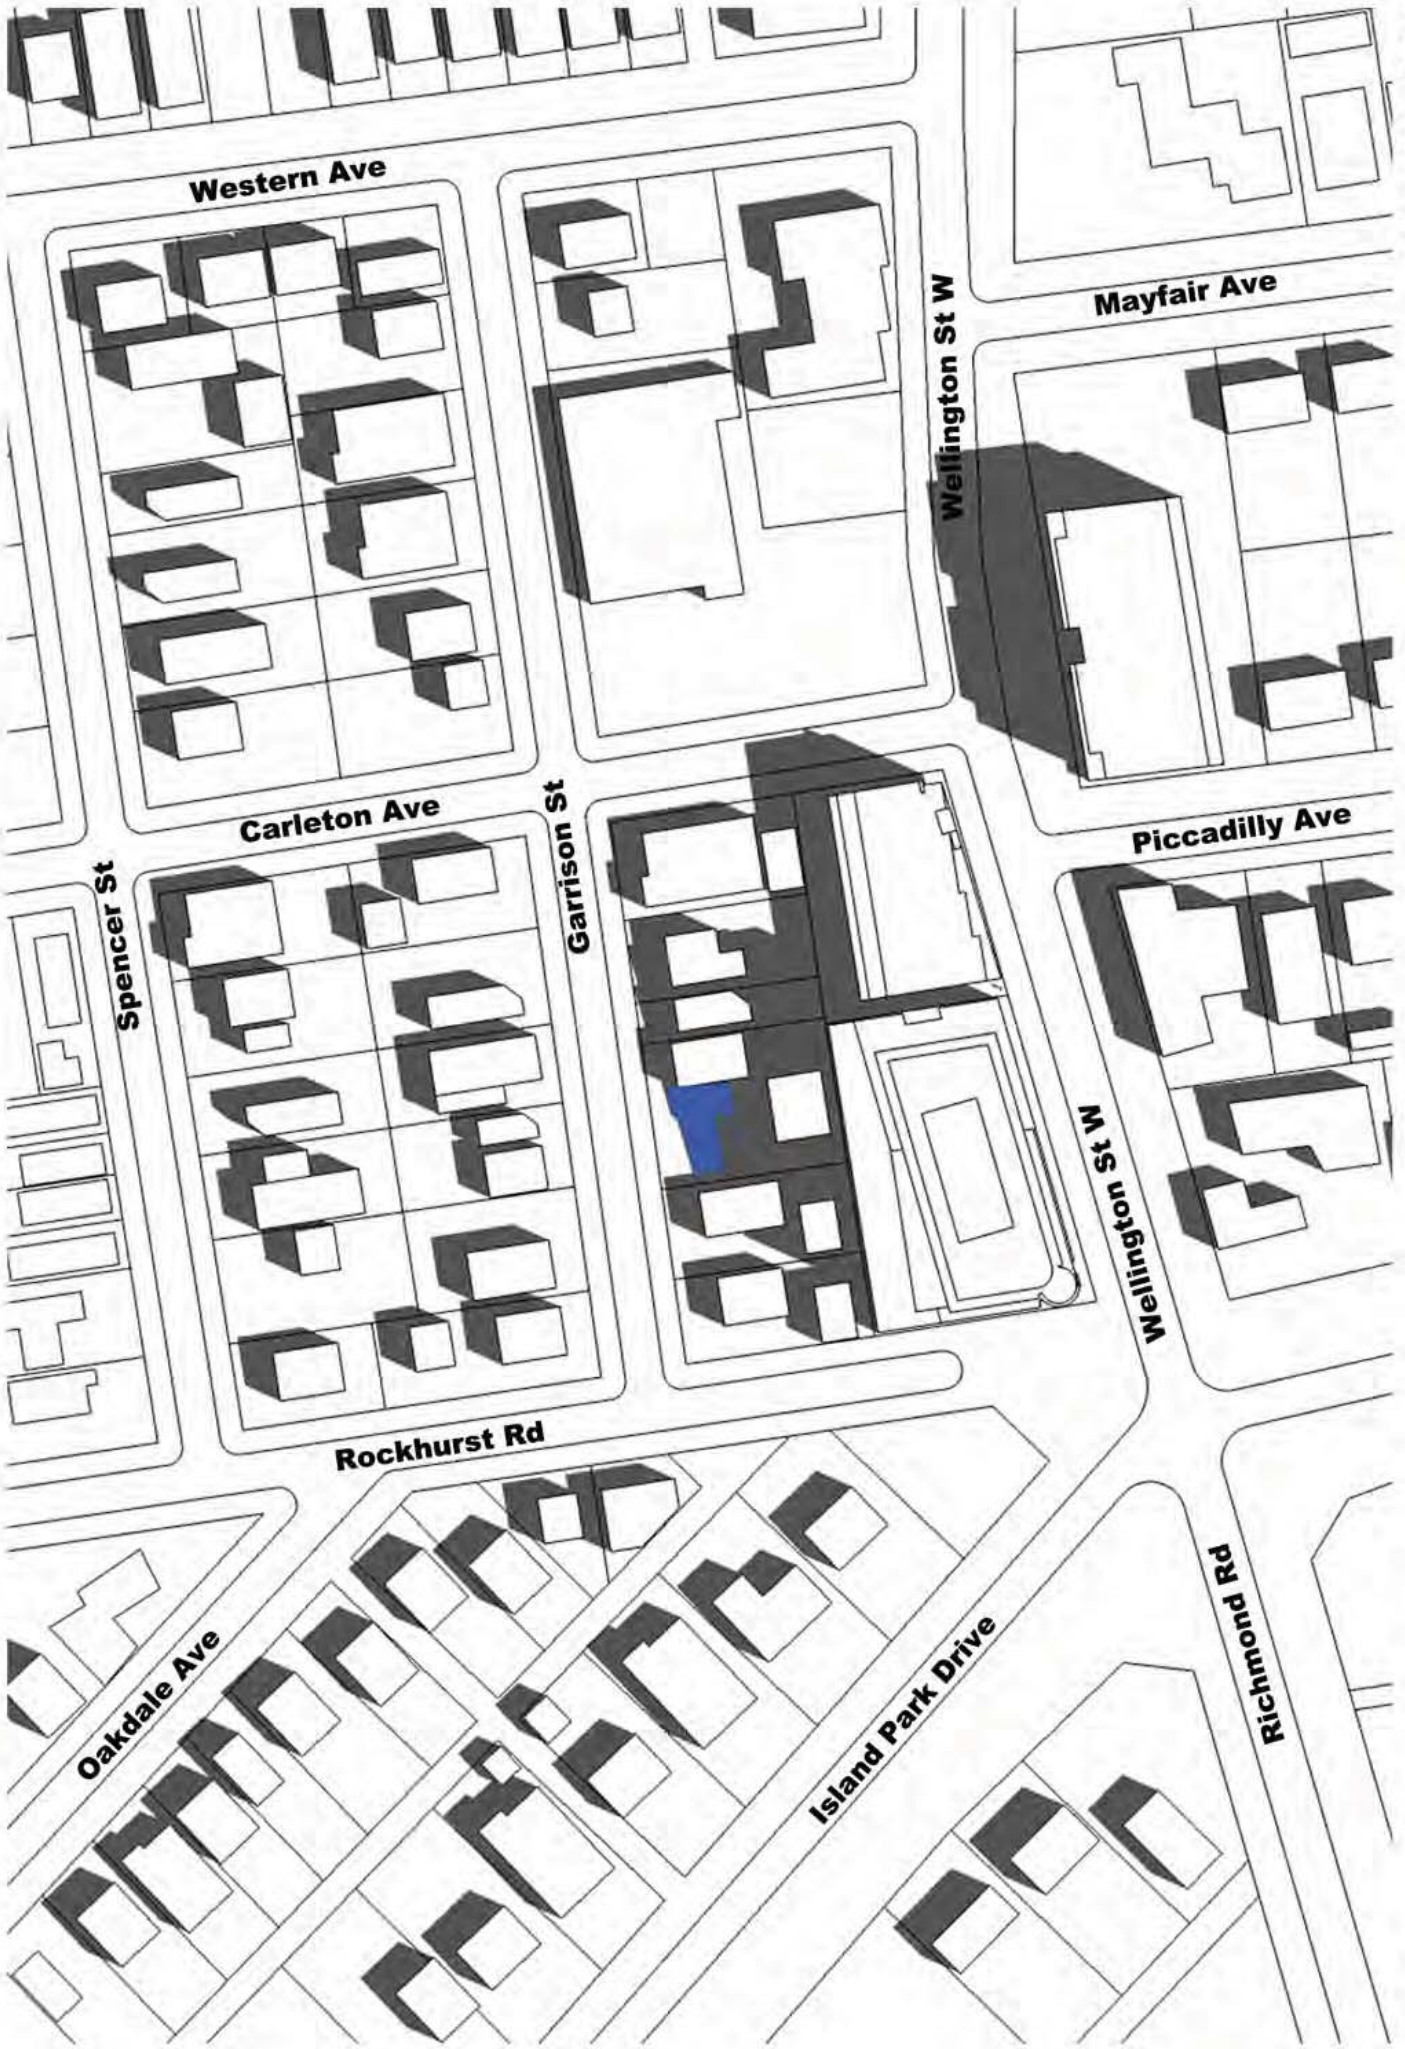 Western Ave
Mayfair Ave
Wellington St W
Carleton Ave
Garrison St
Piccadilly Ave
Spencer St
Wellington St W
Rockhurst Rd
Richmond Rd
Oakdale Ave
Island Park Drive